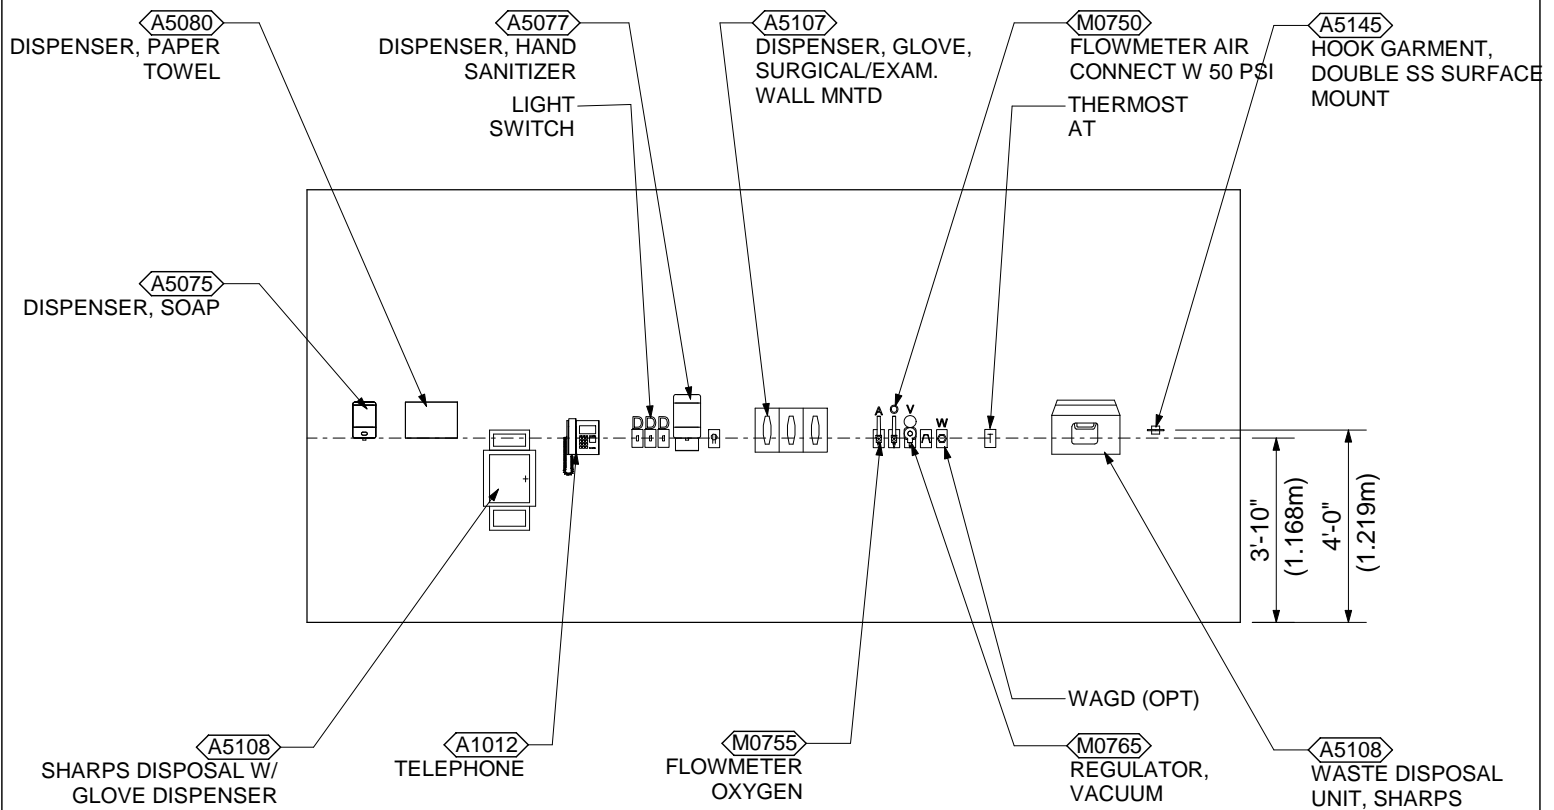 A5080
DISPENSER, PAPER
TOWEL
A5077
DISPENSER, HAND
SANITIZER
LIGHT
SWITCH
A5107
DISPENSER, GLOVE,
SURGICAL/EXAM.
WALL MNTD
M0750
FLOWMETER AIR
CONNECT W 50 PSI
THERMOST
AT
A5145
HOOK GARMENT,
DOUBLE SS SURFACE
MOUNT
A5075
DISPENSER, SOAP
D D D
A O V
W
T
3'-10"
(1.168m)
4'-0"
(1.219m)
WAGD (OPT)
A5108
SHARPS DISPOSAL W/
GLOVE DISPENSER
A1012
TELEPHONE
M0755
FLOWMETER
OXYGEN
M0765
REGULATOR,
VACUUM
A5108
WASTE DISPOSAL
UNIT, SHARPS